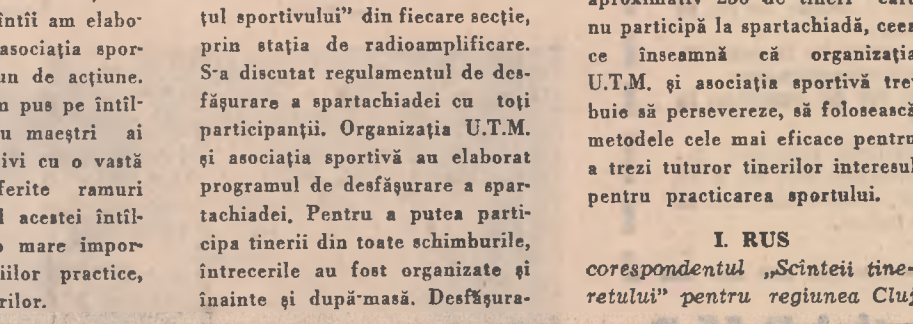 întîi am elabo-
asociația spor-
un de acțiune.
pus pe întîl-
maeștri ai
cu o vastă
ramuri
acestei întîl-
mare impor-
practice,
țul sportivului” din fiecare secție,
prin stația de radioamplificare.
S-a discutat regulamentul de des-
fășurare a spartachiadei cu toți
participanții. Organizația U.T.M.
și asociația sportivă au elaborat
programul de desfășurare a spar-
tachiadei. Pentru a putea parti-
cipa tinerii din toate schimburile,
întrecerile au fost organizate și
înainte și după-masă. Desfășura-
aproximativ 250 de tineri care
nu participă la spartachiadă, ceea
ce înseamnă că organizația
U.T.M. și asociația sportivă tre-
buie să persevereze, să folosească
metodele cele mai eficace pentru
a trezi tuturor tinerilor interesul
pentru practicarea sportului.
I. RUS
corespondentul „Scînteii tine-
retului” pentru regiunea Cluj